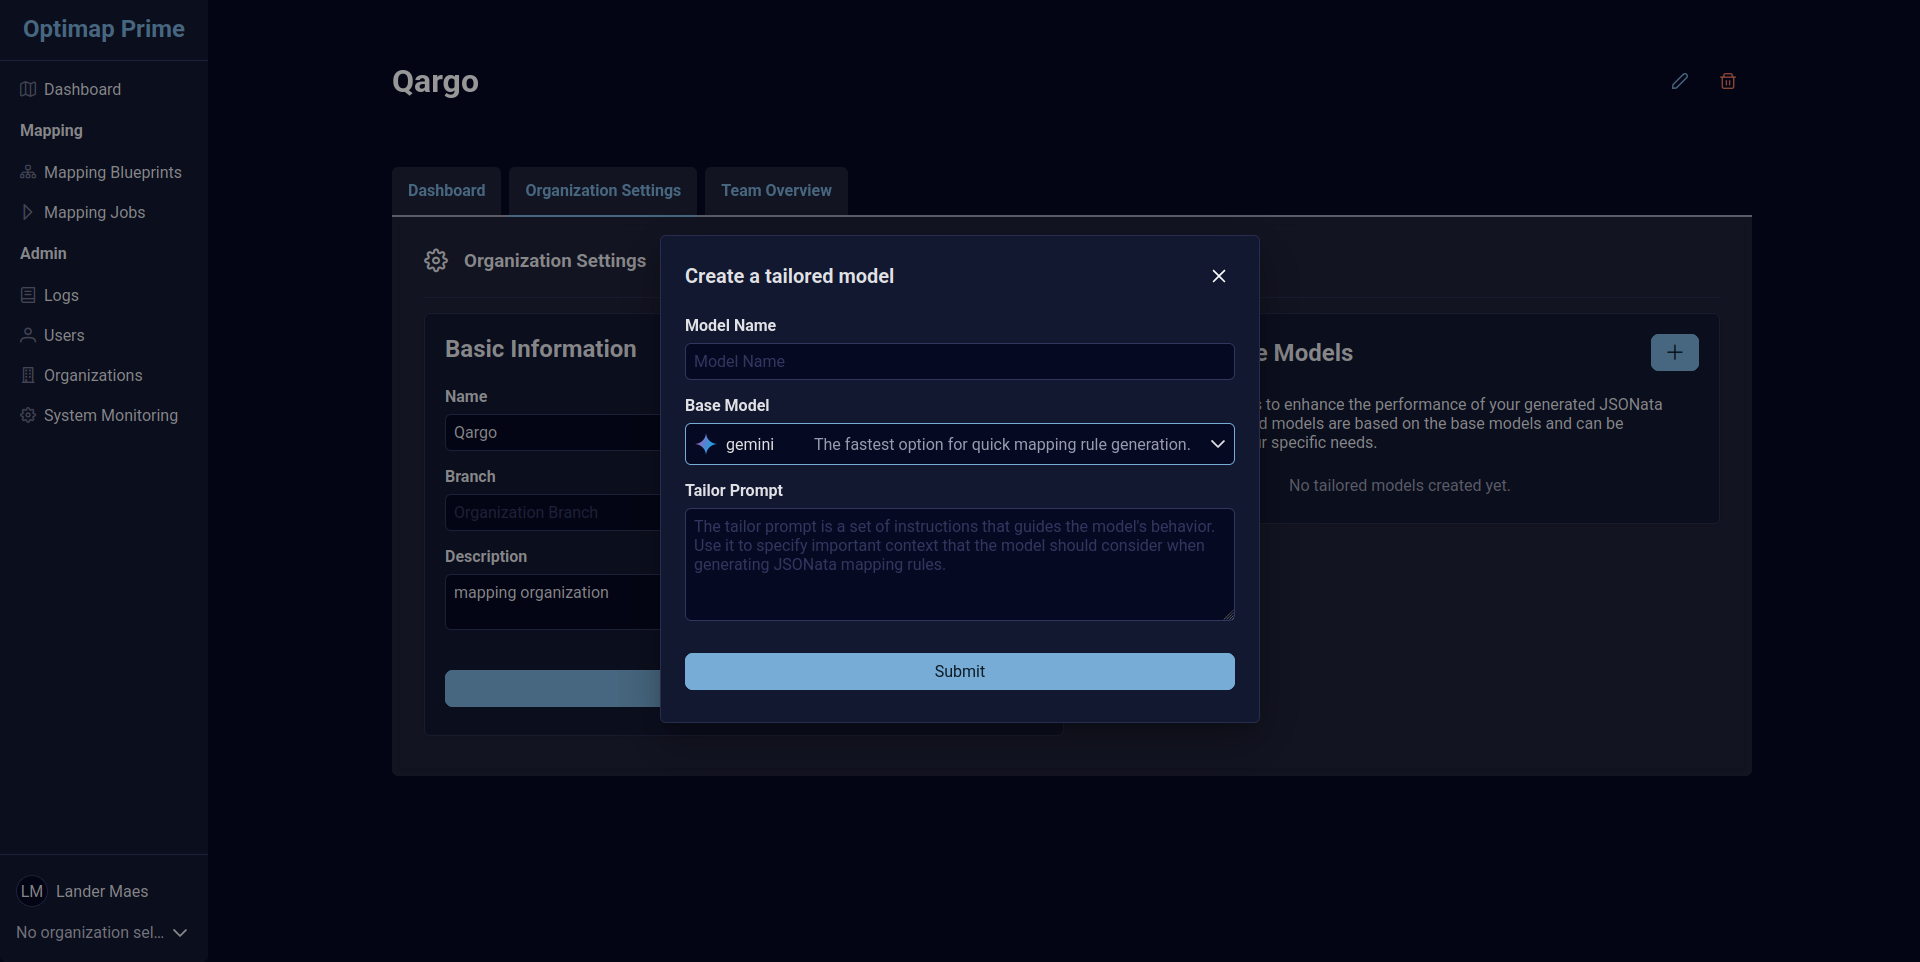 Optimap Prime
Dashboard
Mapping
Mapping Blueprints
Mapping Jobs
Admin
Logs
Users
Organizations
System Monitoring
LM Lander Maes
No organization sel...
Qargo
Dashboard
Organization Settings
Team Overview
Organization Settings
Basic Information
Name
Qargo
Branch
Organization Branch
Description
mapping organization
Create a tailored model
Model Name
Model Name
Base Model
gemini The fastest option for quick mapping rule generation.
Tailor Prompt
The tailor prompt is a set of instructions that guides the model's behavior.
Use it to specify important context that the model should consider when
generating JSONata mapping rules.
Submit
Models
to enhance the performance of your generated JSONata
models are based on the base models and can be
specific needs.
No tailored models created yet.